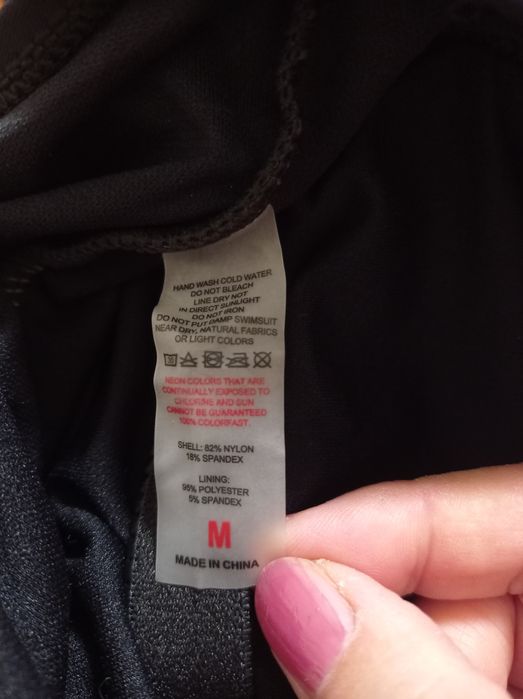 HAND WASH COLD WATER
DO NOT BLEACH
LINE DRY NOT
IN DIRECT SUNLIGHT
DO NOT IRON
DO NOT PUT DAMP SWIMSUIT
NEAR DRY, NATURAL FABRICS
OR LIGHT COLORS
NEON COLORS THAT ARE
CONTINUALLY EXPOSED TO
CHLORINE AND SUN
CANNOT BE GUARANTEED
100% COLORFAST.
SHELL: 82% NYLON
18% SPANDEX
LINING:
95% POLYESTER
5% SPANDEX
M
MADE IN CHINA